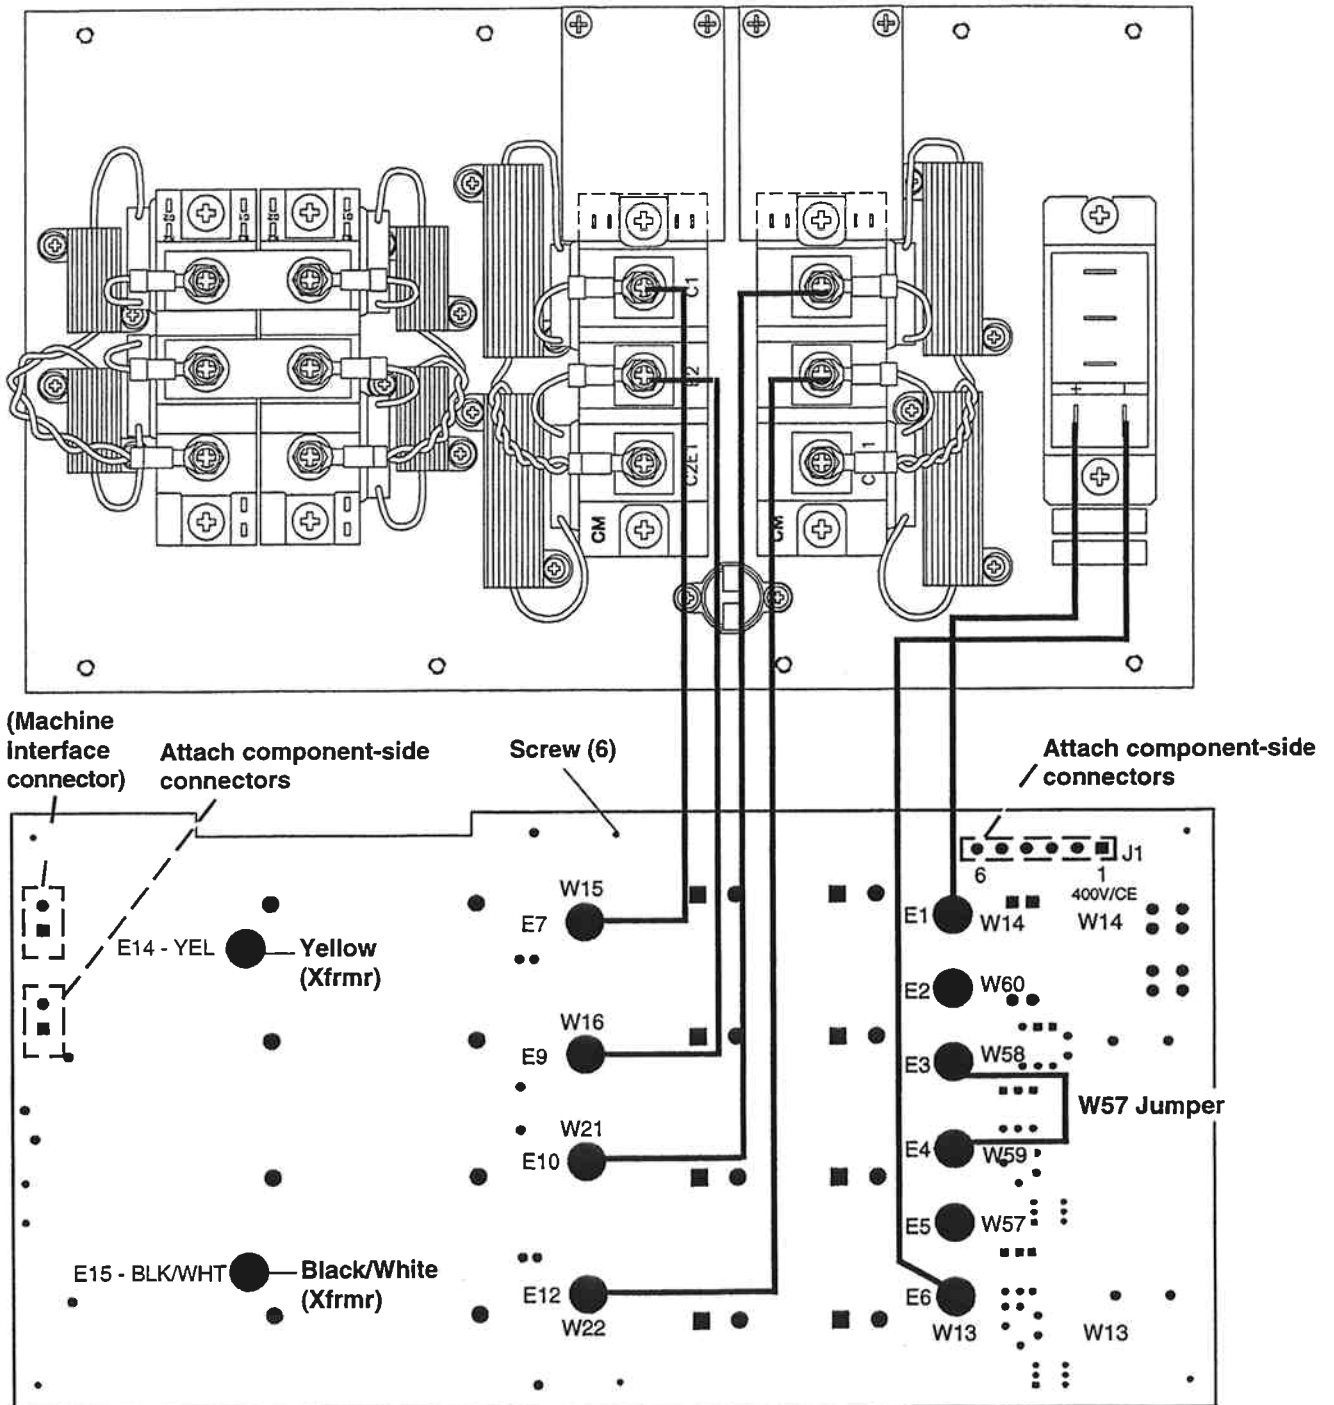 C1
E2
C2E1
CM
C
1
CM
+
(Machine
interface
connector)
Attach component-side
connectors
Screw (6)
Attach component-side
connectors
J1
6
1
400V/CE
W15
E7
E14 - YEL
Yellow
(Xfrmr)
E1
W14
W14
E2
W60
W16
E9
E3
W58
W57 Jumper
W21
E10
E4
W59
E5
W57
E15 - BLK/WHT
Black/White
(Xfrmr)
E12
W22
E6
W13
W13